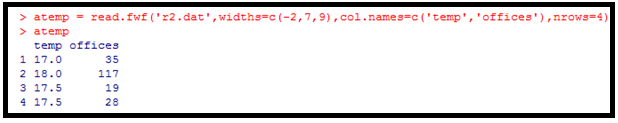 > atemp = read.fwf('r2.dat',widths=c(-2,7,9),col.names=c('temp','offices'),nrows=4)
> atemp
  temp offices
1 17.0      35
2 18.0     117
3 17.5      19
4 17.5      28